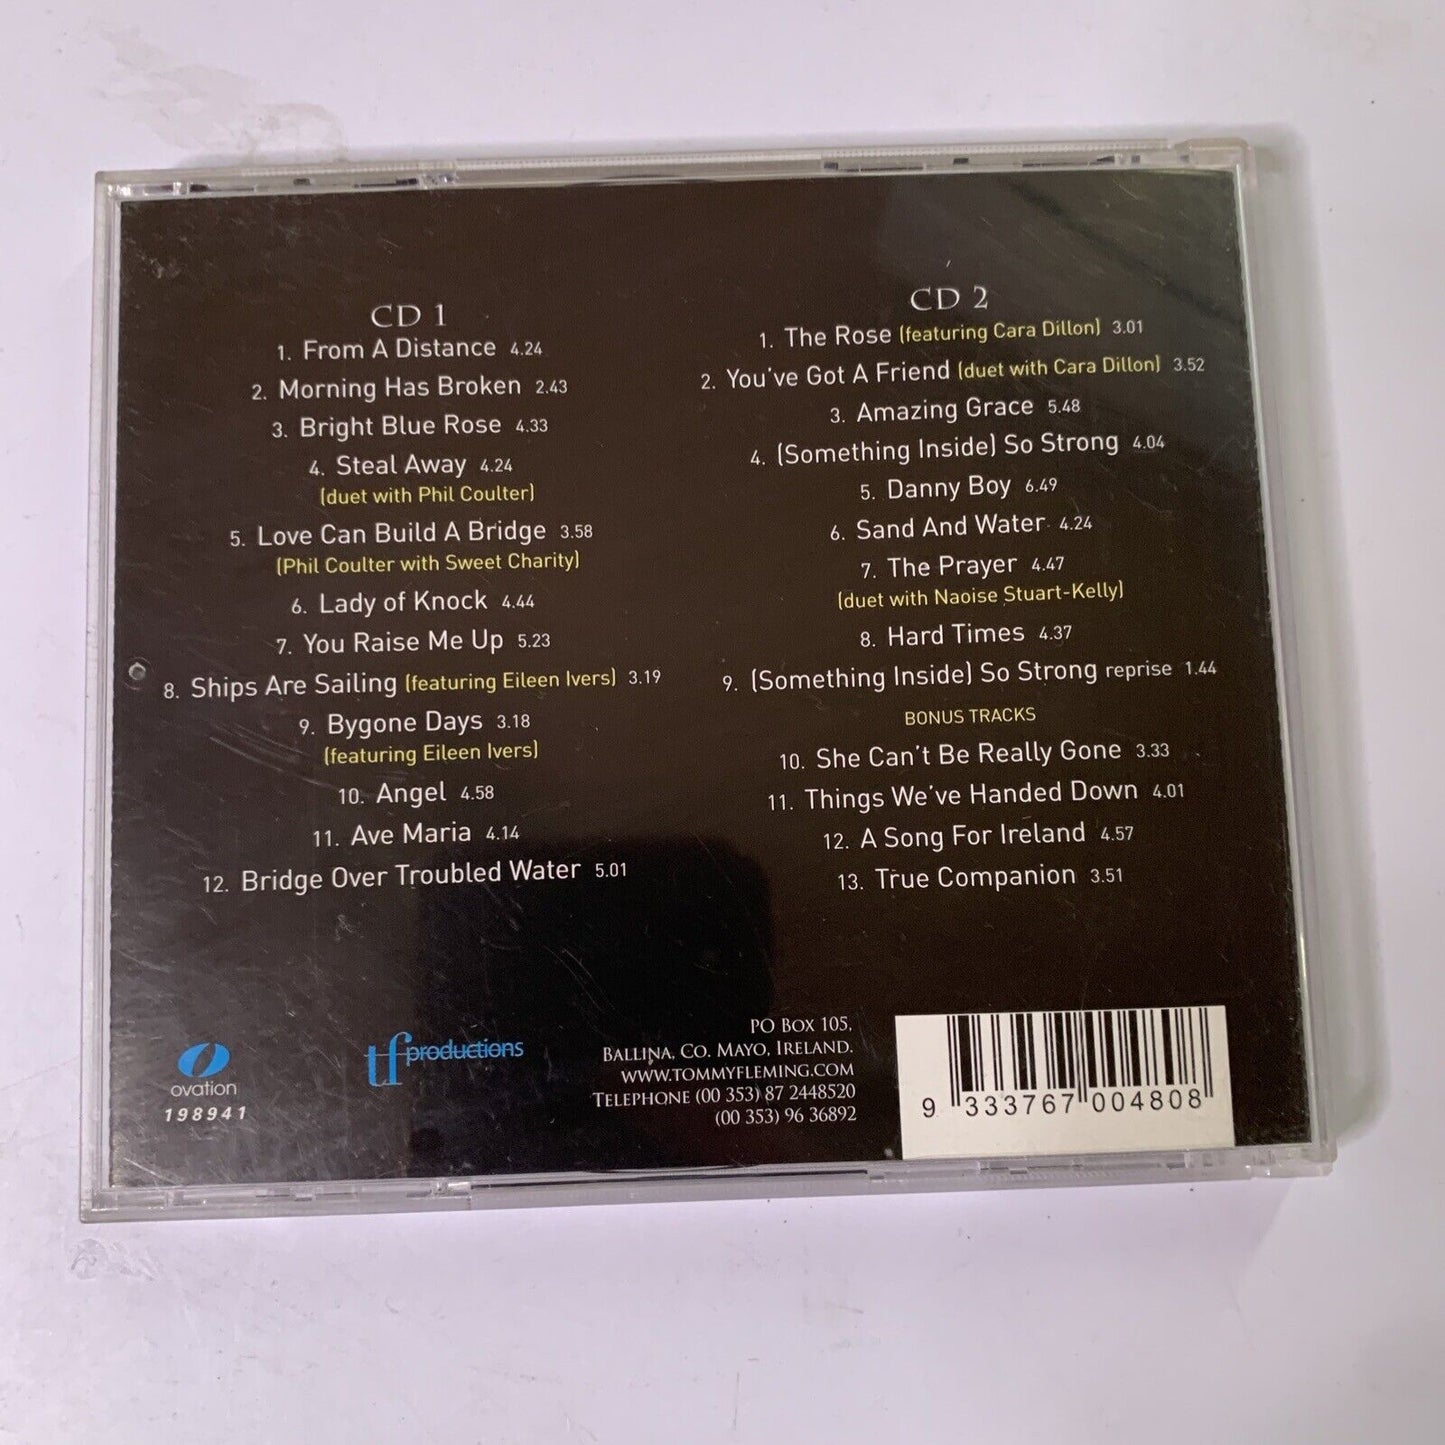 CD 1
1. From A Distance 4.24
2. Morning Has Broken 2.43
3. Bright Blue Rose 4.33
4. Steal Away 4.24
(duet with Phil Coulter)
5. Love Can Build A Bridge 3.58
(Phil Coulter with Sweet Charity)
6. Lady of Knock 4.44
7. You Raise Me Up 5.23
8. Ships Are Sailing (featuring Eileen Ivers) 3.19
9. Bygone Days 3.18
(featuring Eileen Ivers)
10. Angel 4.58
11. Ave Maria 4.14
12. Bridge Over Troubled Water 5.01
CD 2
1. The Rose (featuring Cara Dillon) 3.01
2. You've Got A Friend (duet with Cara Dillon) 3.52
3. Amazing Grace 5.48
4. (Something Inside) So Strong 4.04
5. Danny Boy 6.49
6. Sand And Water 4.24
7. The Prayer 4.47
(duet with Naoise Stuart-Kelly)
8. Hard Times 4.37
9. (Something Inside) So Strong reprise 1.44
BONUS TRACKS
10. She Can't Be Really Gone 3.33
11. Things We've Handed Down 4.01
12. A Song For Ireland 4.57
13. True Companion 3.51
ovation
198941
tf productions
PO BOX 105,
BALLINA, CO. MAYO, IRELAND.
WWW.TOMMYFLEMING.COM
TELEPHONE (00 353) 87 2448520
(00 353) 96 36892
9 333767 004808